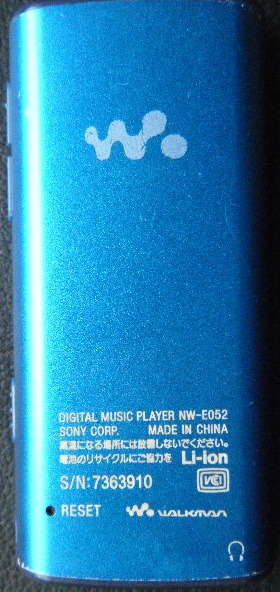 DIGITAL MUSIC PLAYER NW-E052
SONY CORP. MADE IN CHINA
高温になる場所には放置しないでください。
電池のリサイクルにご協力を Li-ion
S/N:7363910
VCI
RESET WALKMAN